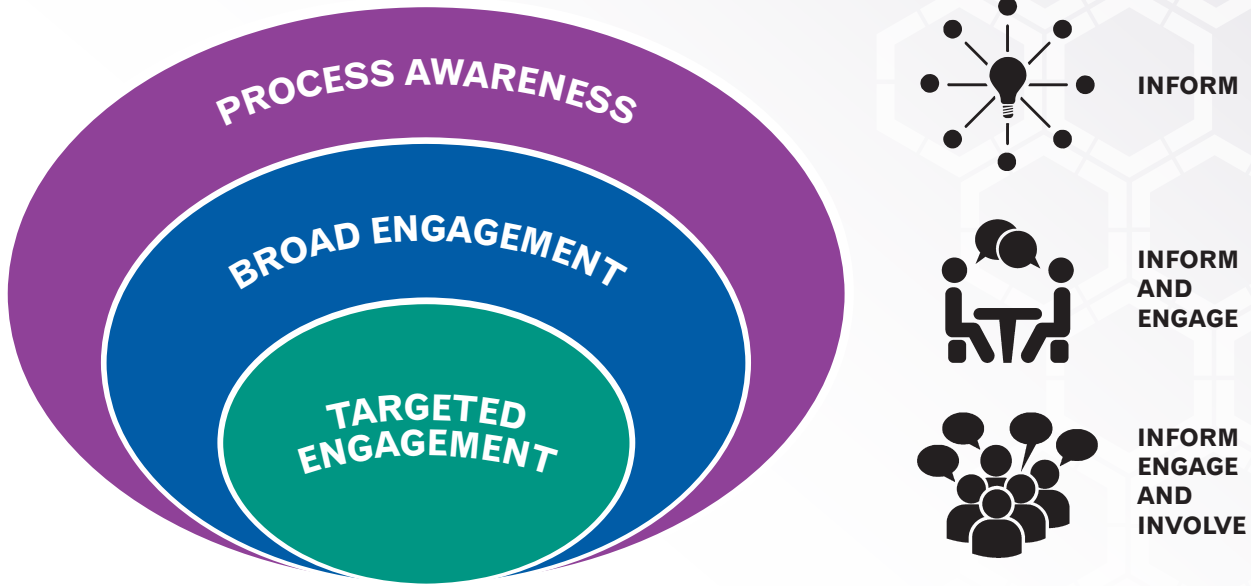 PROCESS AWARENESS
BROAD ENGAGEMENT
TARGETED
ENGAGEMENT
INFORM
INFORM
AND
ENGAGE
INFORM
ENGAGE
AND
INVOLVE